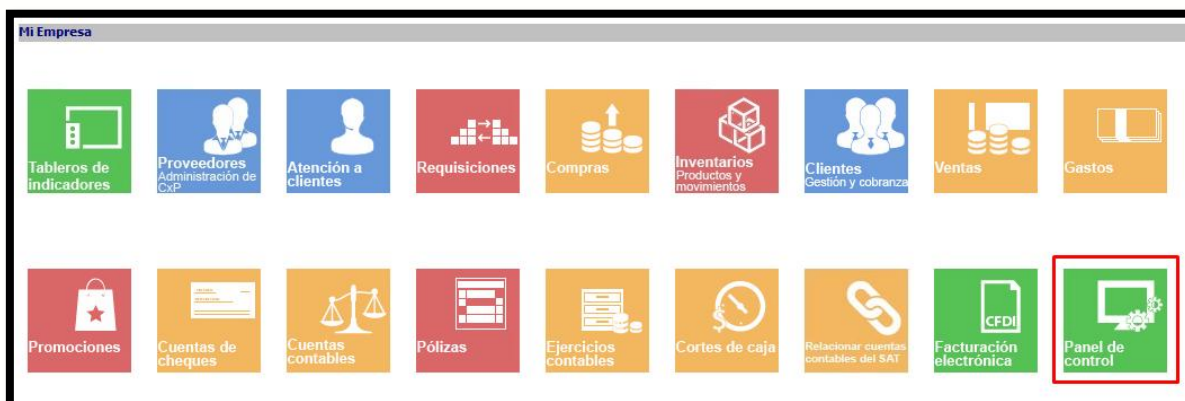 Mi Empresa
Tableros de
indicadores
Proveedores
Administración de
CxP
Atención a
clientes
Requisiciones
Compras
Inventarios
Productos y
movimientos
Clientes
Gestión y cobranza
Ventas
Gastos
Promociones
Cuentas de
cheques
Cuentas
contables
Pólizas
Ejercicios
contables
Cortes de caja
Relacionar cuentas
contables del SAT
CFDI
Facturación
electrónica
Panel de
control